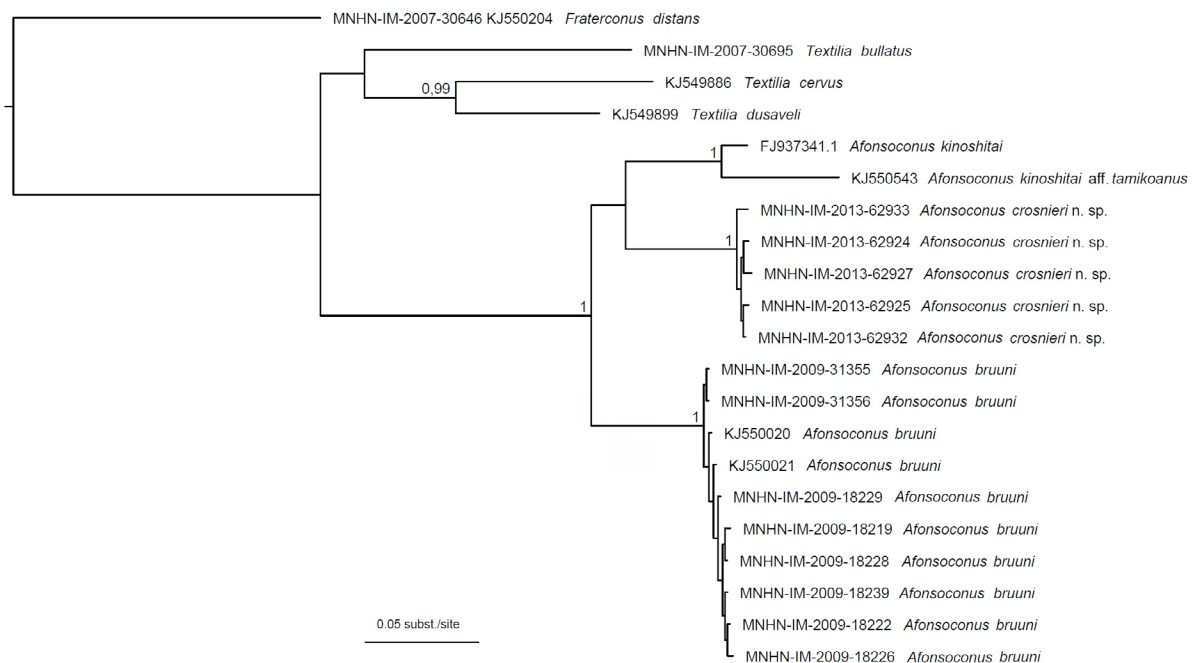 MNHN-IM-2007-30646 KJ550204 Fraterconus distans
MNHN-IM-2007-30695 Textilia bullatus
0,99
KJ549886 Textilia cervus
KJ549899 Textilia dusaveli
1
FJ937341.1 Afonsoconus kinoshitai
KJ550543 Afonsoconus kinoshitai aff. tamikoanus
MNHN-IM-2013-62933 Afonsoconus crosnieri n. sp.
1
MNHN-IM-2013-62924 Afonsoconus crosnieri n. sp.
MNHN-IM-2013-62927 Afonsoconus crosnieri n. sp.
1
MNHN-IM-2013-62925 Afonsoconus crosnieri n. sp.
MNHN-IM-2013-62932 Afonsoconus crosnieri n. sp.
MNHN-IM-2009-31355 Afonsoconus bruuni
MNHN-IM-2009-31356 Afonsoconus bruuni
1
KJ550020 Afonsoconus bruuni
KJ550021 Afonsoconus bruuni
MNHN-IM-2009-18229 Afonsoconus bruuni
MNHN-IM-2009-18219 Afonsoconus bruuni
MNHN-IM-2009-18228 Afonsoconus bruuni
MNHN-IM-2009-18239 Afonsoconus bruuni
MNHN-IM-2009-18222 Afonsoconus bruuni
0.05 subst./site
MNHN-IM-2009-18226 Afonsoconus bruuni